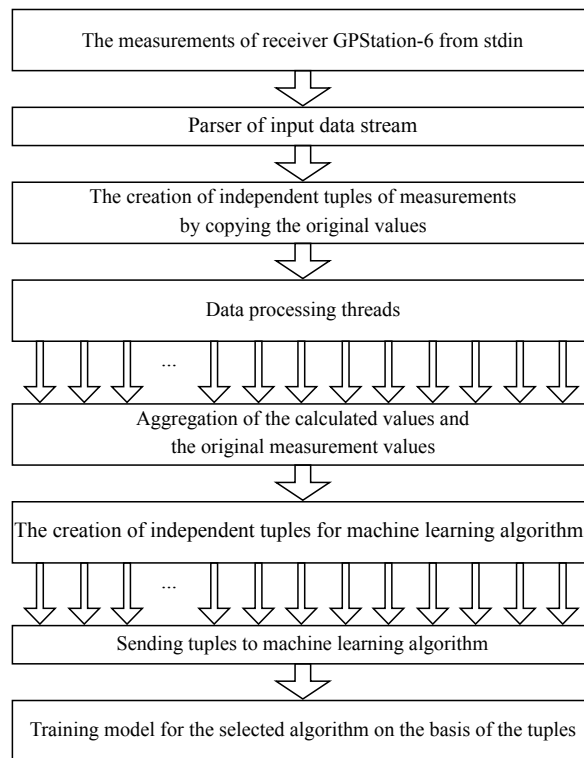 The measurements of receiver GPStation-6 from stdin
Parser of input data stream
The creation of independent tuples of measurements
by copying the original values
Data processing threads
...
Aggregation of the calculated values and
the original measurement values
The creation of independent tuples for machine learning algorithm
...
Sending tuples to machine learning algorithm
Training model for the selected algorithm on the basis of the tuples